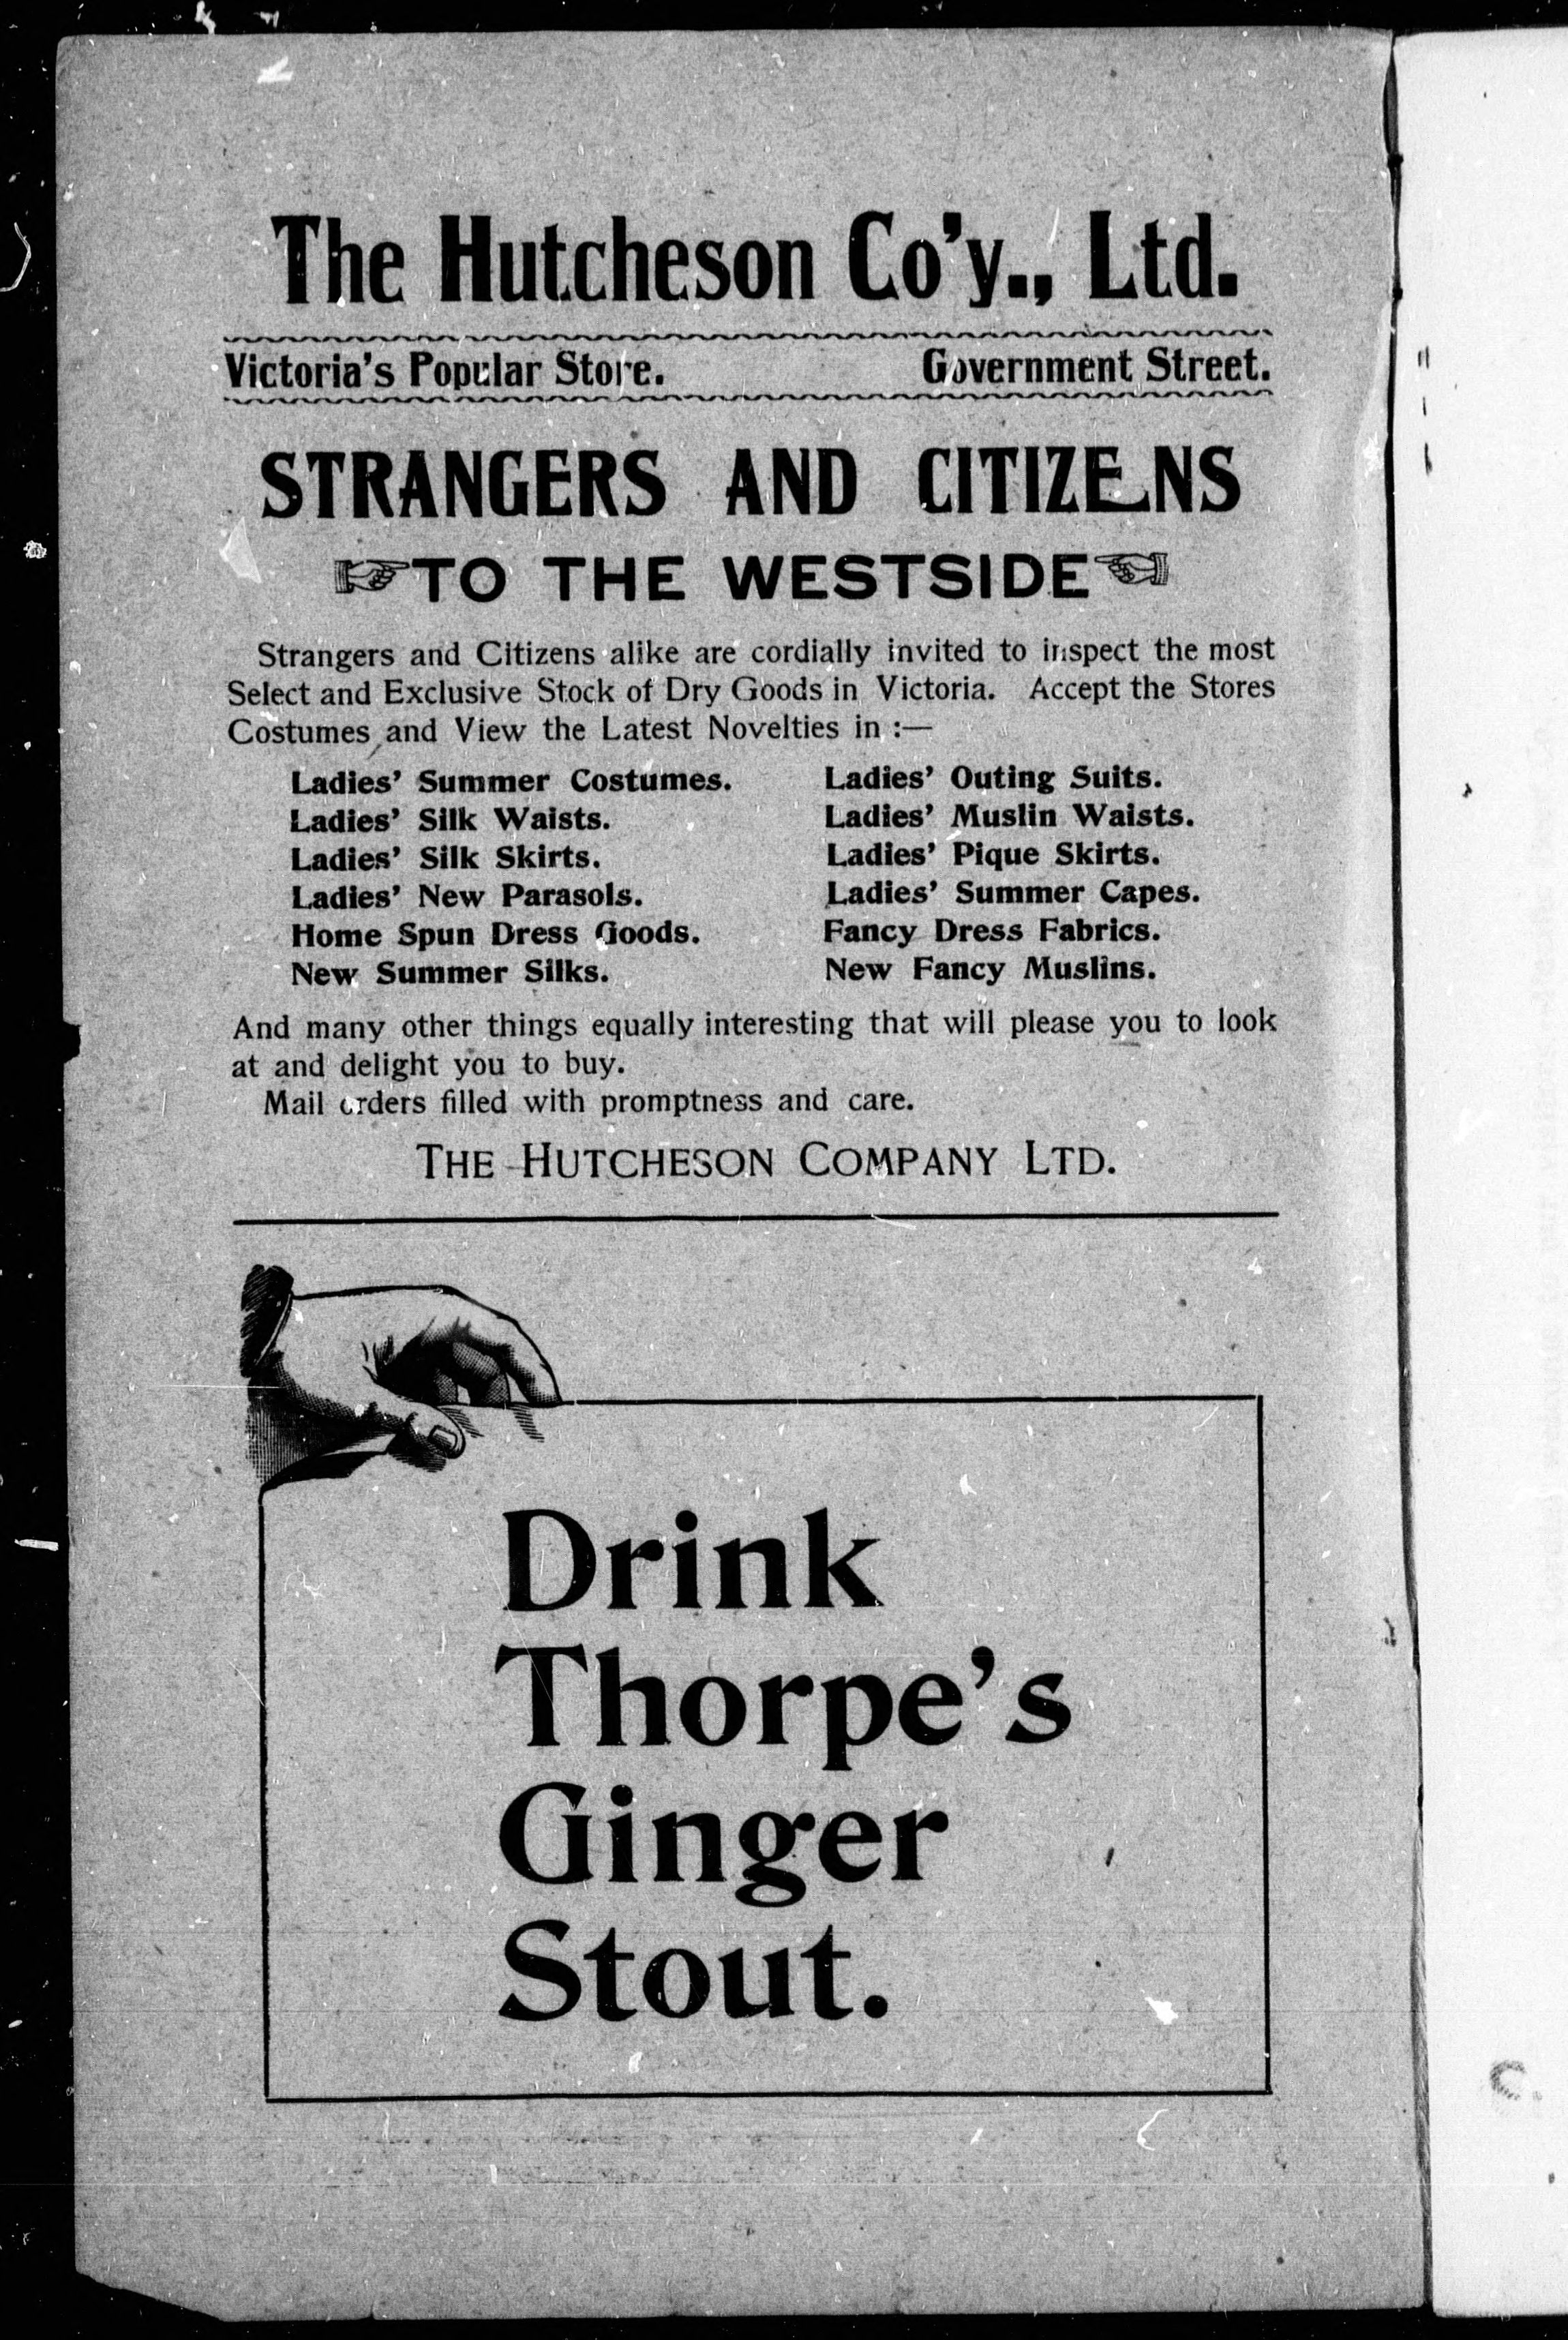 The Hutcheson Co'y., Ltd.
Victoria's Popular Store. Government Street.
STRANGERS AND CITIZENS
TO THE WESTSIDE
Strangers and Citizens alike are cordially invited to inspect the most
Select and Exclusive Stock of Dry Goods in Victoria. Accept the Stores
Costumes and View the Latest Novelties in :—
Ladies' Summer Costumes. Ladies' Outing Suits.
Ladies' Silk Waists. Ladies' Muslin Waists.
Ladies' Silk Skirts. Ladies' Pique Skirts.
Ladies' New Parasols. Ladies' Summer Capes.
Home Spun Dress Goods. Fancy Dress Fabrics.
New Summer Silks. New Fancy Muslins.
And many other things equally interesting that will please you to look
at and delight you to buy.
Mail orders filled with promptness and care.
THE HUTCHESON COMPANY LTD.
Drink
Thorpe's
Ginger
Stout.